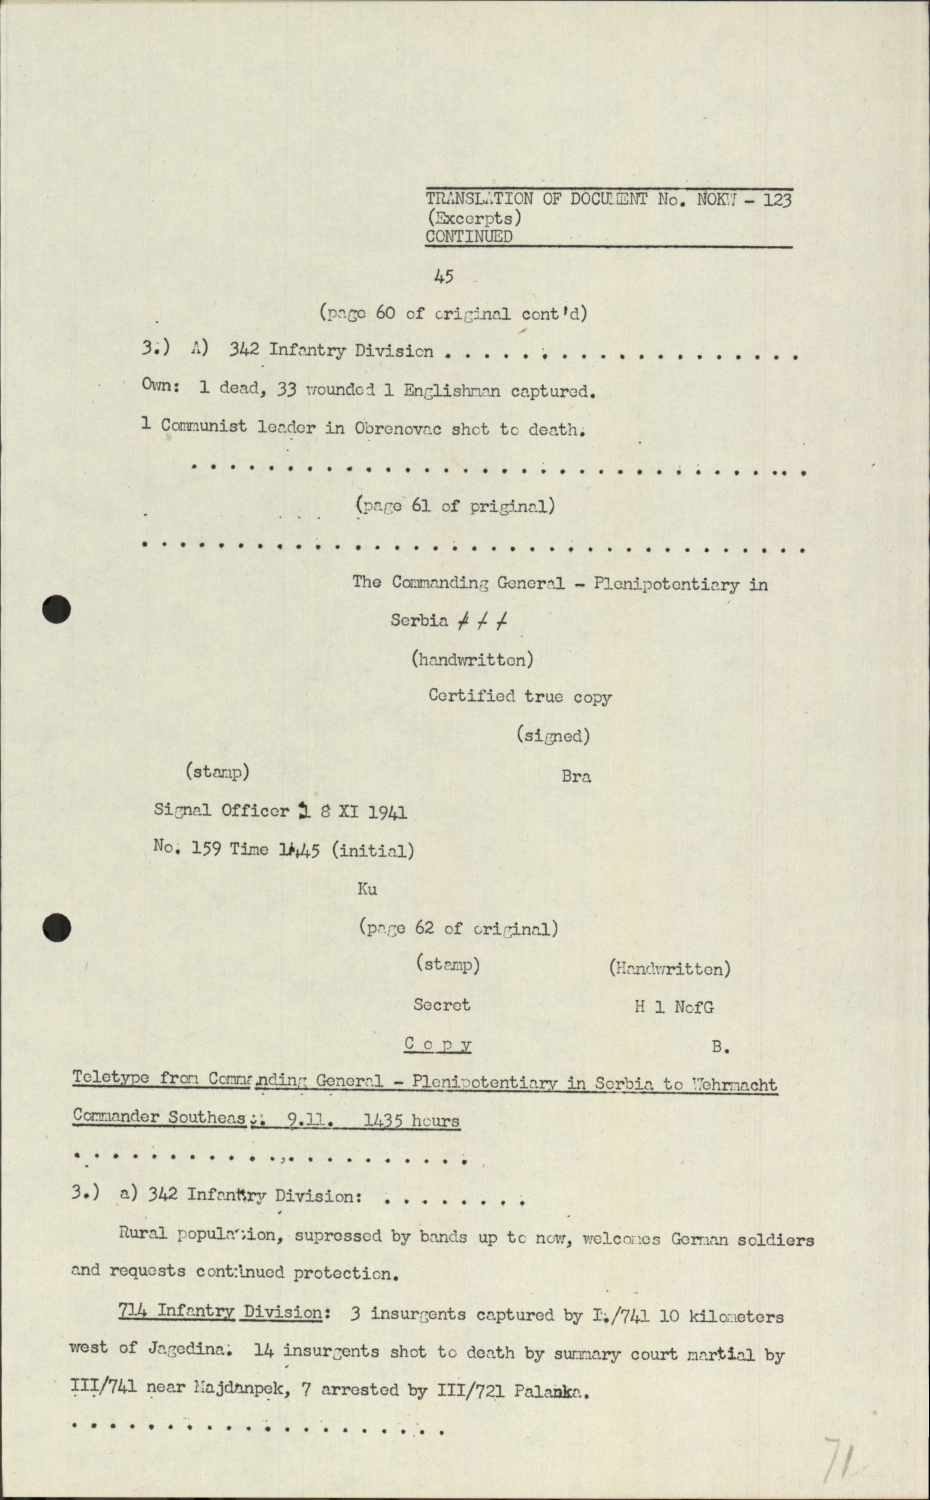 TRANSLATION OF DOCUMENT No. NOKW - 123
(Excerpts)
CONTINUED
45
(page 60 of original cont'd)
3.) A) 342 Infantry Division . . . . . . . . . . . . . . . . . . .
Own: 1 dead, 33 wounded 1 Englishman captured.
1 Communist leader in Obrenovac shot to death.
. . . . . . . . . . . . . . . . . . . . . . . . . . . . . . . . .
(page 61 of priginal)
. . . . . . . . . . . . . . . . . . . . . . . . . . . . . . . . . . .
The Commanding General - Plenipotentiary in
Serbia / / /
(handwritten)
Certified true copy
(signed)
(stamp) Bra
Signal Officer 1 8 XI 1941
No. 159 Time 1445 (initial)
Ku
(page 62 of original)
(stamp) (Handwritten)
Secret H 1 NofG
C o p y B.
Teletype from Commanding General - Plenipotentiary in Serbia to Wehrmacht
Commander Southeast. 9.11. 1435 hours
. . . . . . . . . . . . . . . . . . . . .
3.) a) 342 Infantry Division: . . . . . . . .
Rural population, supressed by bands up to now, welcomes German soldiers
and requests continued protection.
714 Infantry Division: 3 insurgents captured by I./741 10 kilometers
west of Jagedina. 14 insurgents shot to death by summary court martial by
III/741 near Majdanpek, 7 arrested by III/721 Palanka.
. . . . . . . . . . . . . . . . . . . .
71